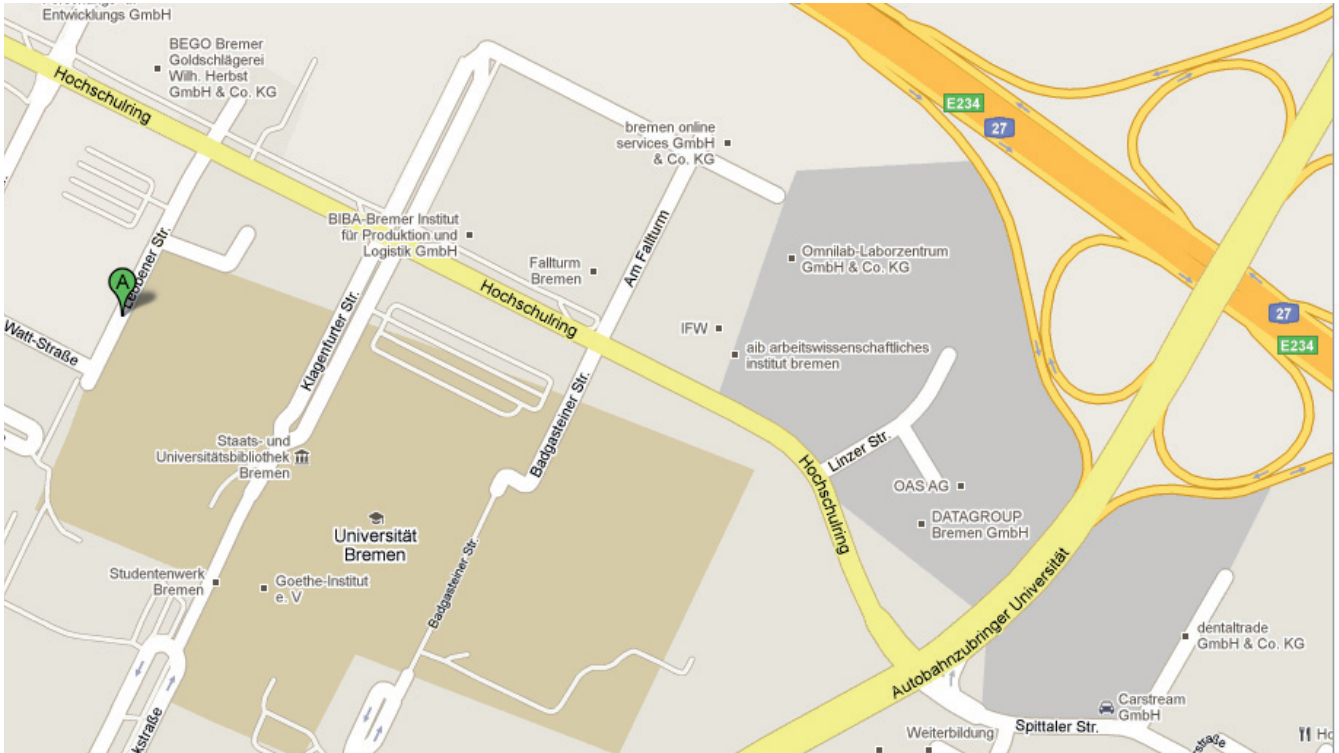 Entwicklungs GmbH
BEGO Bremer
Goldschlägerei
Wilh. Herbst
GmbH & Co. KG
Hochschulring
E234
27
bremen online
services GmbH
& Co. KG
BIBA-Bremer Institut
für Produktion und
Logistik GmbH
Leobener Str.
A
Fallturm
Bremen
Am Fallturm
Omnilab-Laborzentrum
GmbH & Co. KG
Hochschulring
27
E234
Watt-Straße
Klagenfurter Str.
IFW
aib arbeitswissenschaftliches
institut bremen
Badgasteiner Str.
Staats- und
Universitätsbibliothek
Bremen
Linzer Str.
Hochschulring
OAS AG
DATAGROUP
Bremen GmbH
Universität
Bremen
Badgasteiner Str.
Studentenwerk
Bremen
Goethe-Institut
e. V
Autobahnzubringer Universität
dentaltrade
GmbH & Co. KG
Carstream
GmbH
Spittaler Str.
Weiterbildung